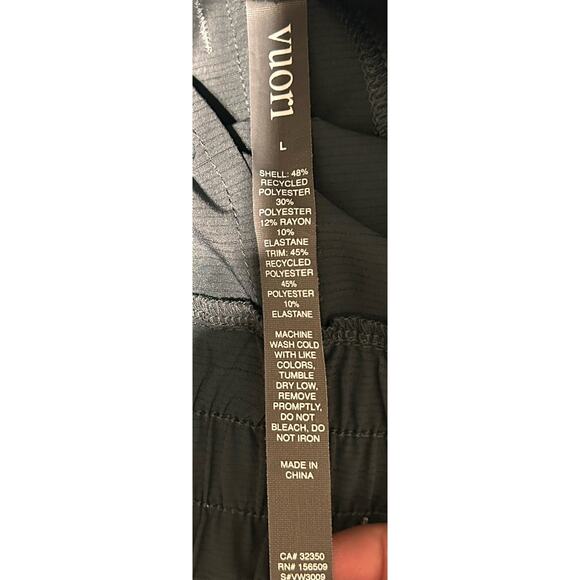 vuori
L
SHELL: 48%
RECYCLED
POLYESTER
30%
POLYESTER
12% RAYON
10%
ELASTANE
TRIM: 45%
RECYCLED
POLYESTER
45%
POLYESTER
10%
ELASTANE
MACHINE
WASH COLD
WITH LIKE
COLORS,
TUMBLE
DRY LOW,
REMOVE
PROMPTLY,
DO NOT
BLEACH, DO
NOT IRON
MADE IN
CHINA
CA# 32350
RN# 156509
S#VW3009